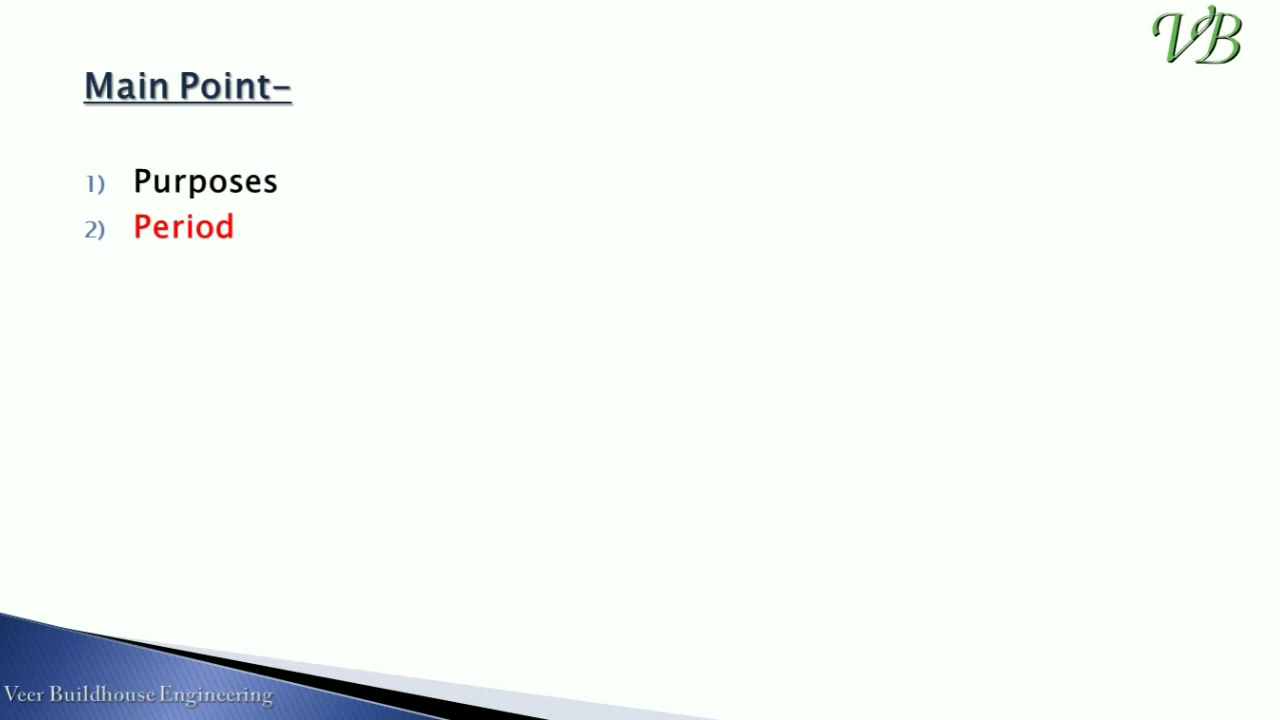 VB
Main Point-
1) Purposes
2) Period
Veer Buildhouse Engineering